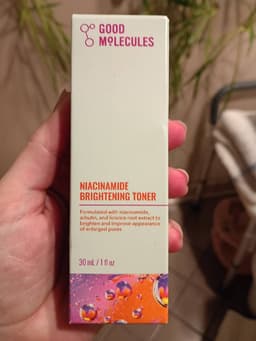 GOOD
MOLECULES
NIACINAMIDE
BRIGHTENING TONER
Formulated with niacinamide,
arbutin, and licorice root extract to
brighten and improve appearance
of enlarged pores
30 mL / 1 fl oz